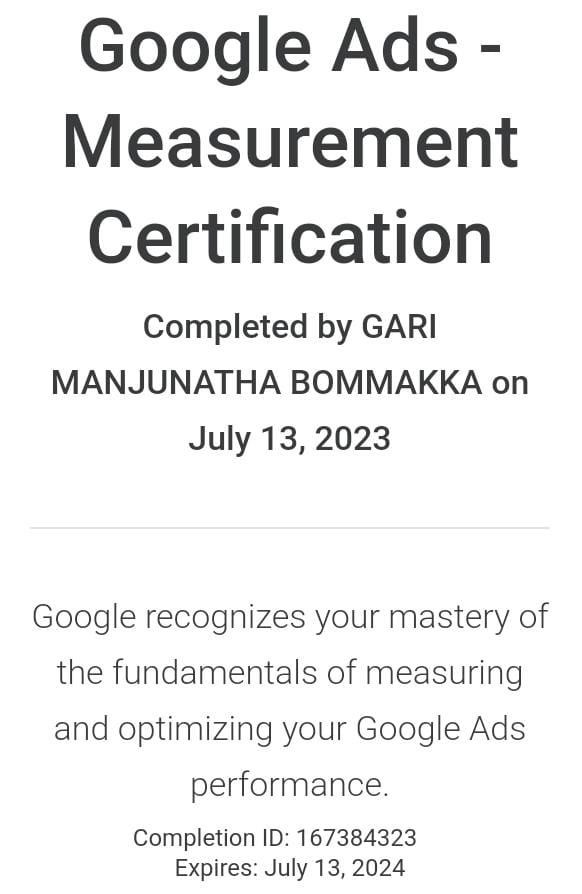 Google Ads -
Measurement
Certification
Completed by GARI
MANJUNATHA BOMMAKKA on
July 13, 2023
Google recognizes your mastery of
the fundamentals of measuring
and optimizing your Google Ads
performance.
Completion ID: 167384323
Expires: July 13, 2024